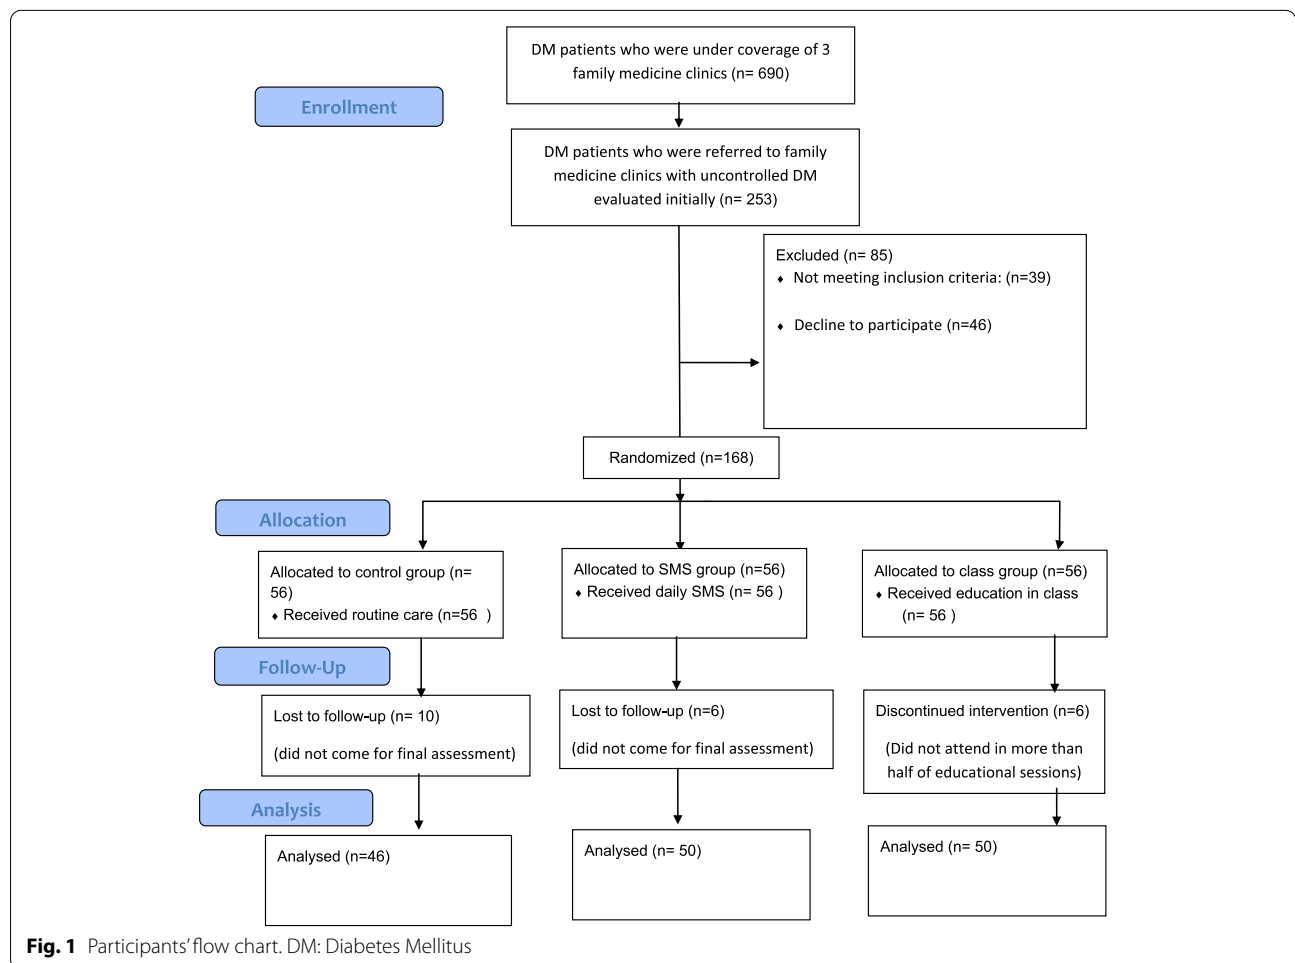 DM patients who were under coverage of 3
family medicine clinics (n= 690)
Enrollment
DM patients who were referred to family
medicine clinics with uncontrolled DM
evaluated initially (n= 253)
Excluded (n= 85)
♦ Not meeting inclusion criteria: (n=39)
♦ Decline to participate (n=46)
Randomized (n=168)
Allocation
Allocated to control group (n=
56)
♦ Received routine care (n=56 )
Allocated to SMS group (n=56)
♦ Received daily SMS (n= 56 )
Allocated to class group (n=56)
♦ Received education in class
(n= 56 )
Follow-Up
Lost to follow-up (n= 10)
(did not come for final assessment)
Lost to follow-up (n=6)
(did not come for final assessment)
Discontinued intervention (n=6)
(Did not attend in more than
half of educational sessions)
Analysis
Analysed (n=46)
Analysed (n= 50)
Analysed (n= 50)
Fig. 1 Participants' flow chart. DM: Diabetes Mellitus